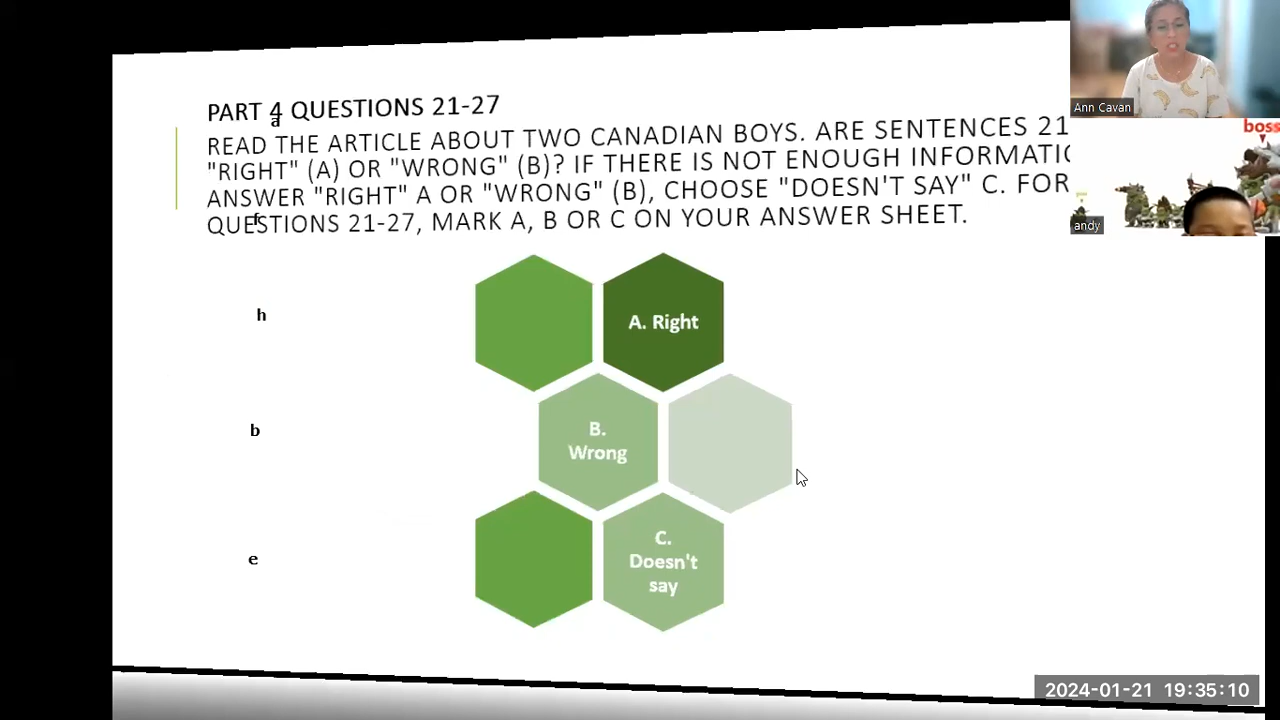 PART 4 QUESTIONS 21-27
a
READ THE ARTICLE ABOUT TWO CANADIAN BOYS. ARE SENTENCES 21
"RIGHT" (A) OR "WRONG" (B)? IF THERE IS NOT ENOUGH INFORMATIO
ANSWER "RIGHT" A OR "WRONG" (B), CHOOSE "DOESN'T SAY" C. FOR
QUESTIONS 21-27, MARK A, B OR C ON YOUR ANSWER SHEET.
f
h
A. Right
b
B.
Wrong
e
C.
Doesn't
say
Ann Cavan
boss
andy
2024-01-21 19:35:10